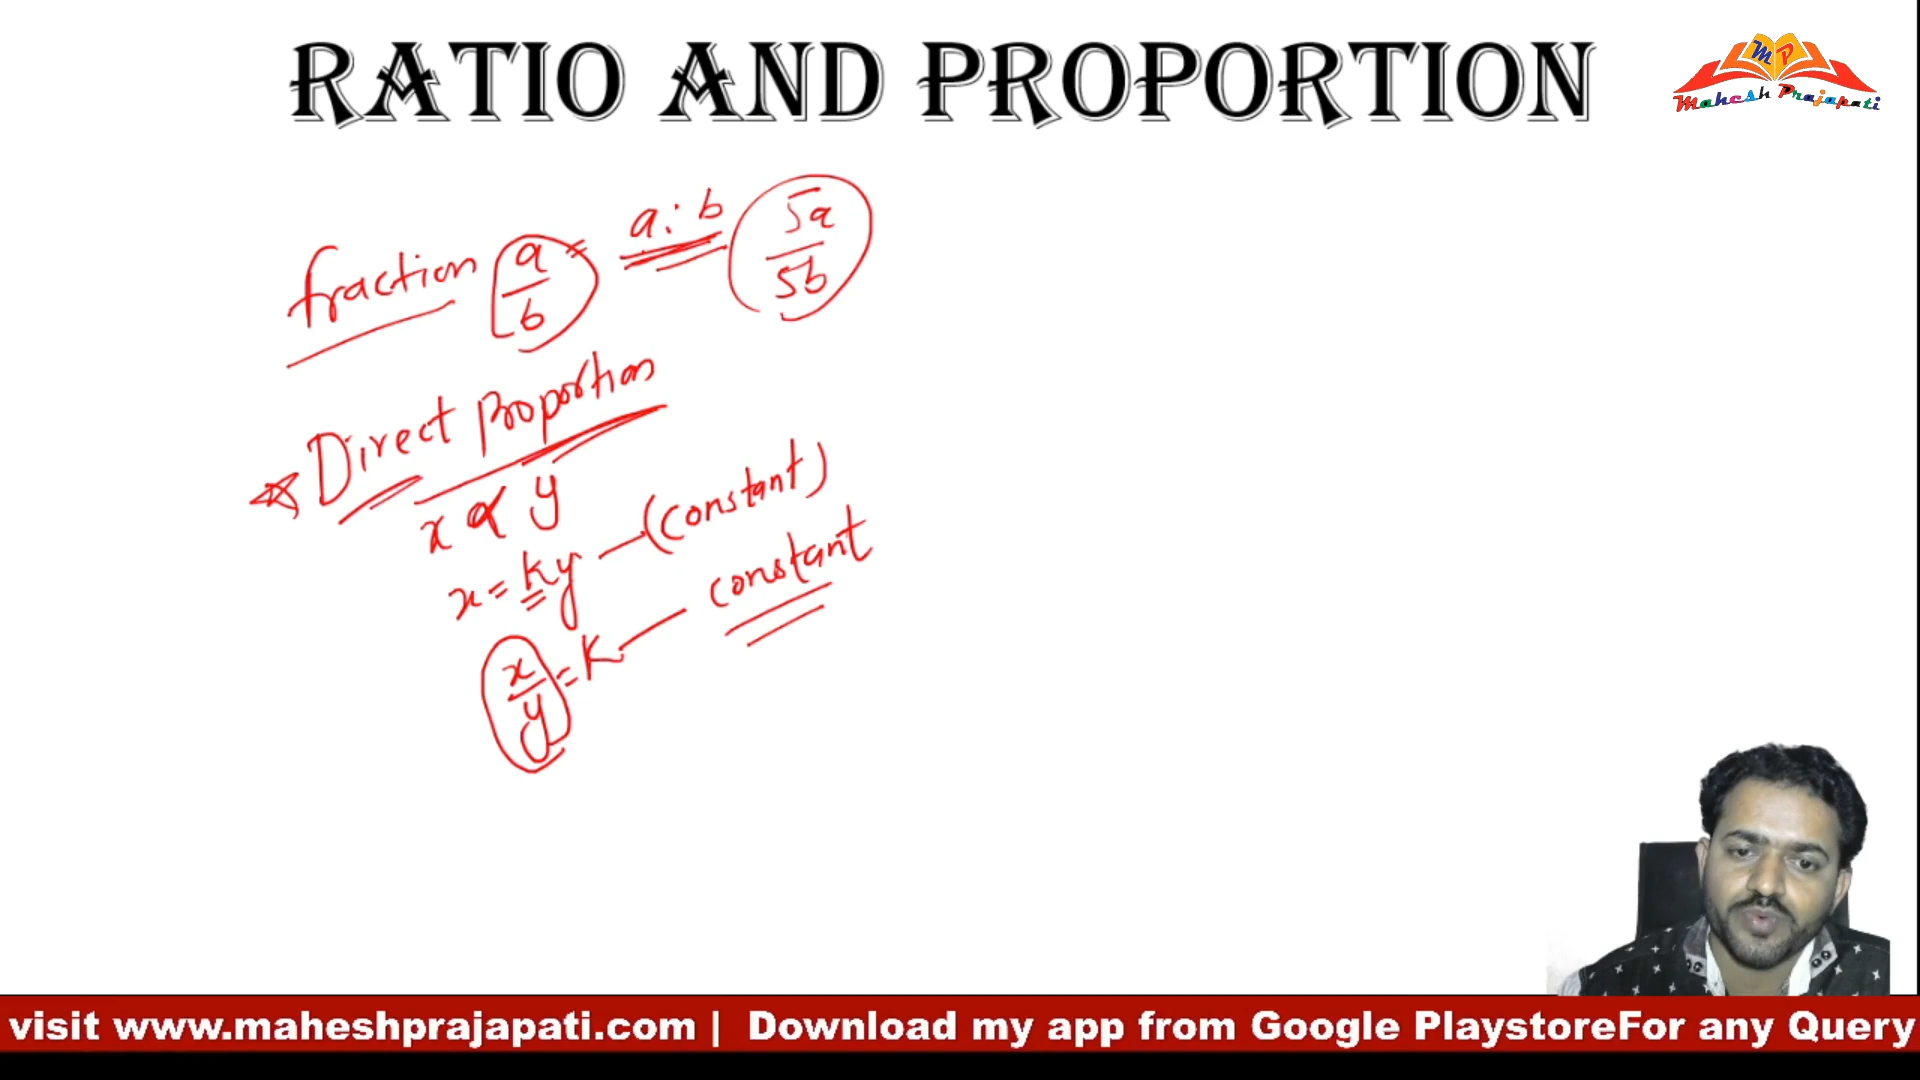 RATIO AND PROPORTION
MP
Mahesh Prajapati
fraction a/b = a:b 5a/5b
Direct proportion
x ∝ y
x = ky — (constant)
x/y = K — constant
visit www.maheshprajapati.com | Download my app from Google PlaystoreFor any Query